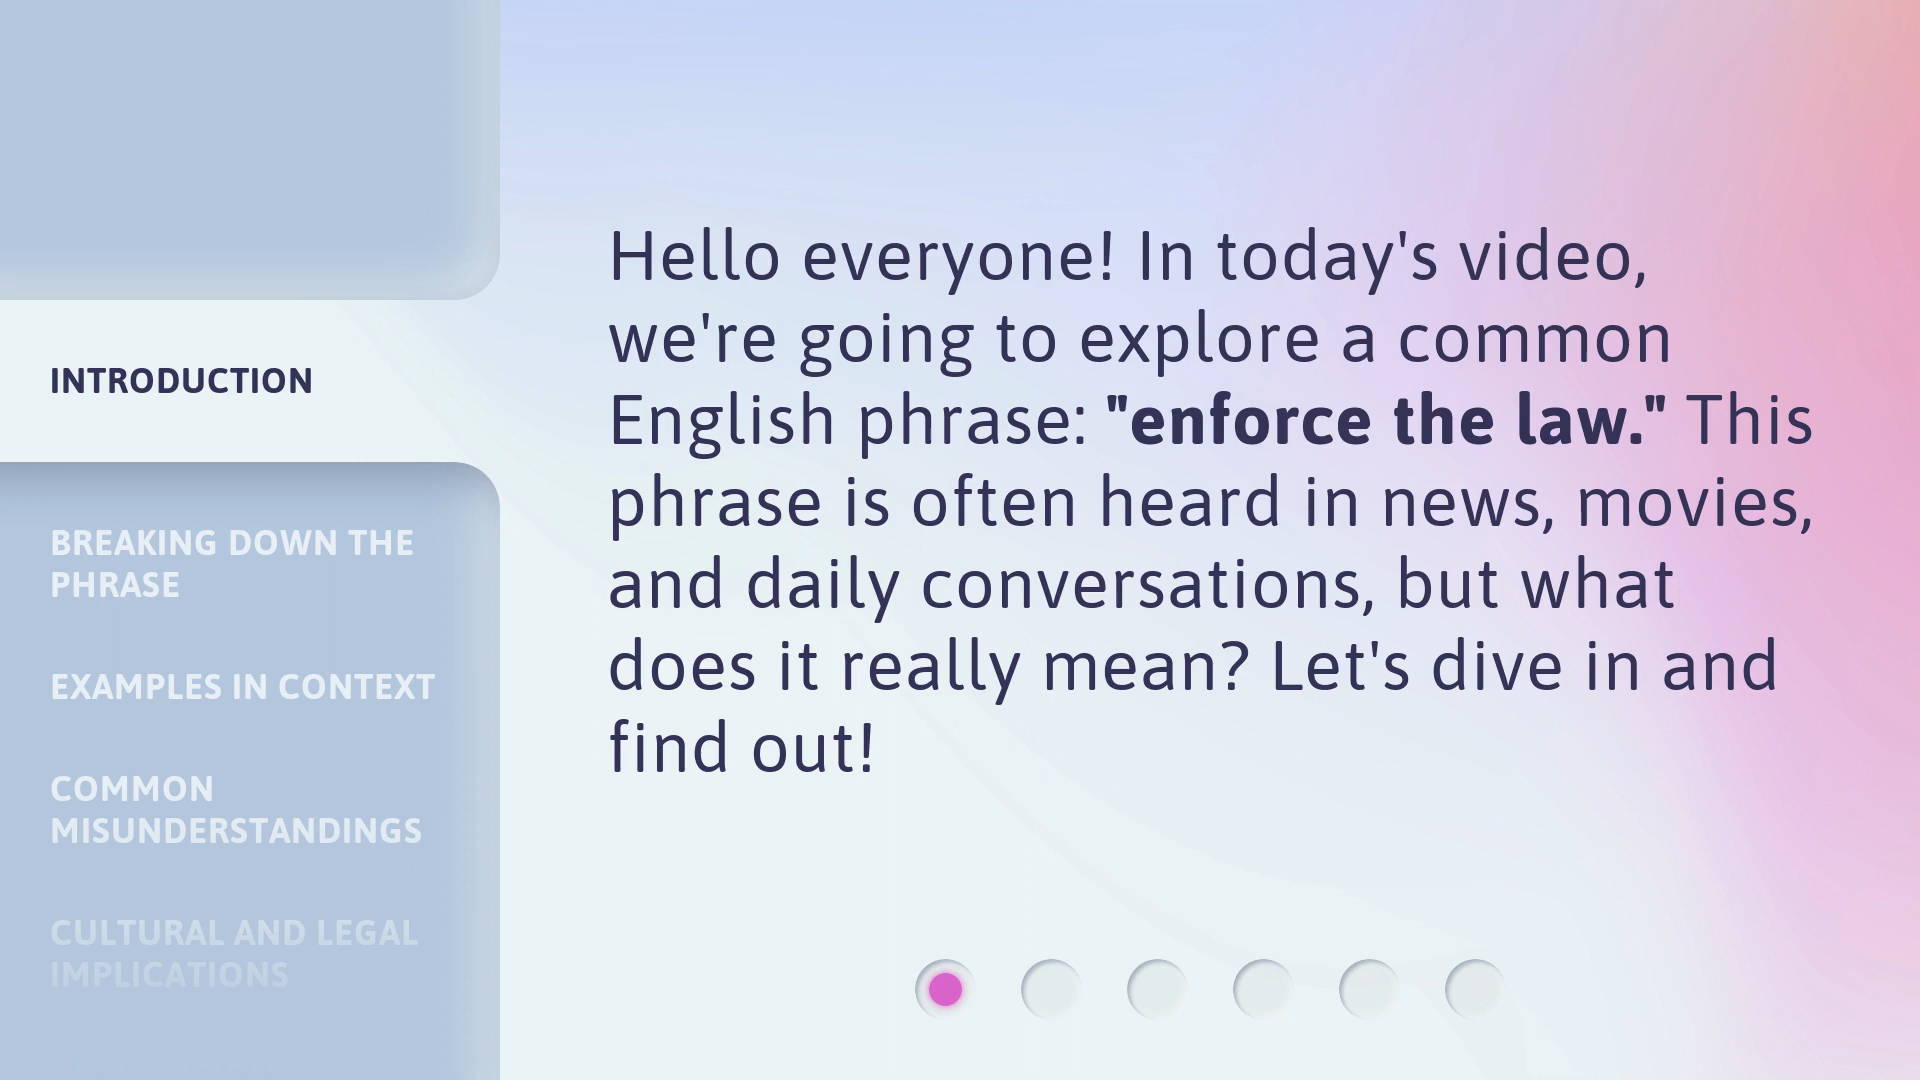 INTRODUCTION
BREAKING DOWN THE
PHRASE
EXAMPLES IN CONTEXT
COMMON
MISUNDERSTANDINGS
CULTURAL AND LEGAL
IMPLICATIONS
Hello everyone! In today's video,
we're going to explore a common
English phrase: "enforce the law." This
phrase is often heard in news, movies,
and daily conversations, but what
does it really mean? Let's dive in and
find out!